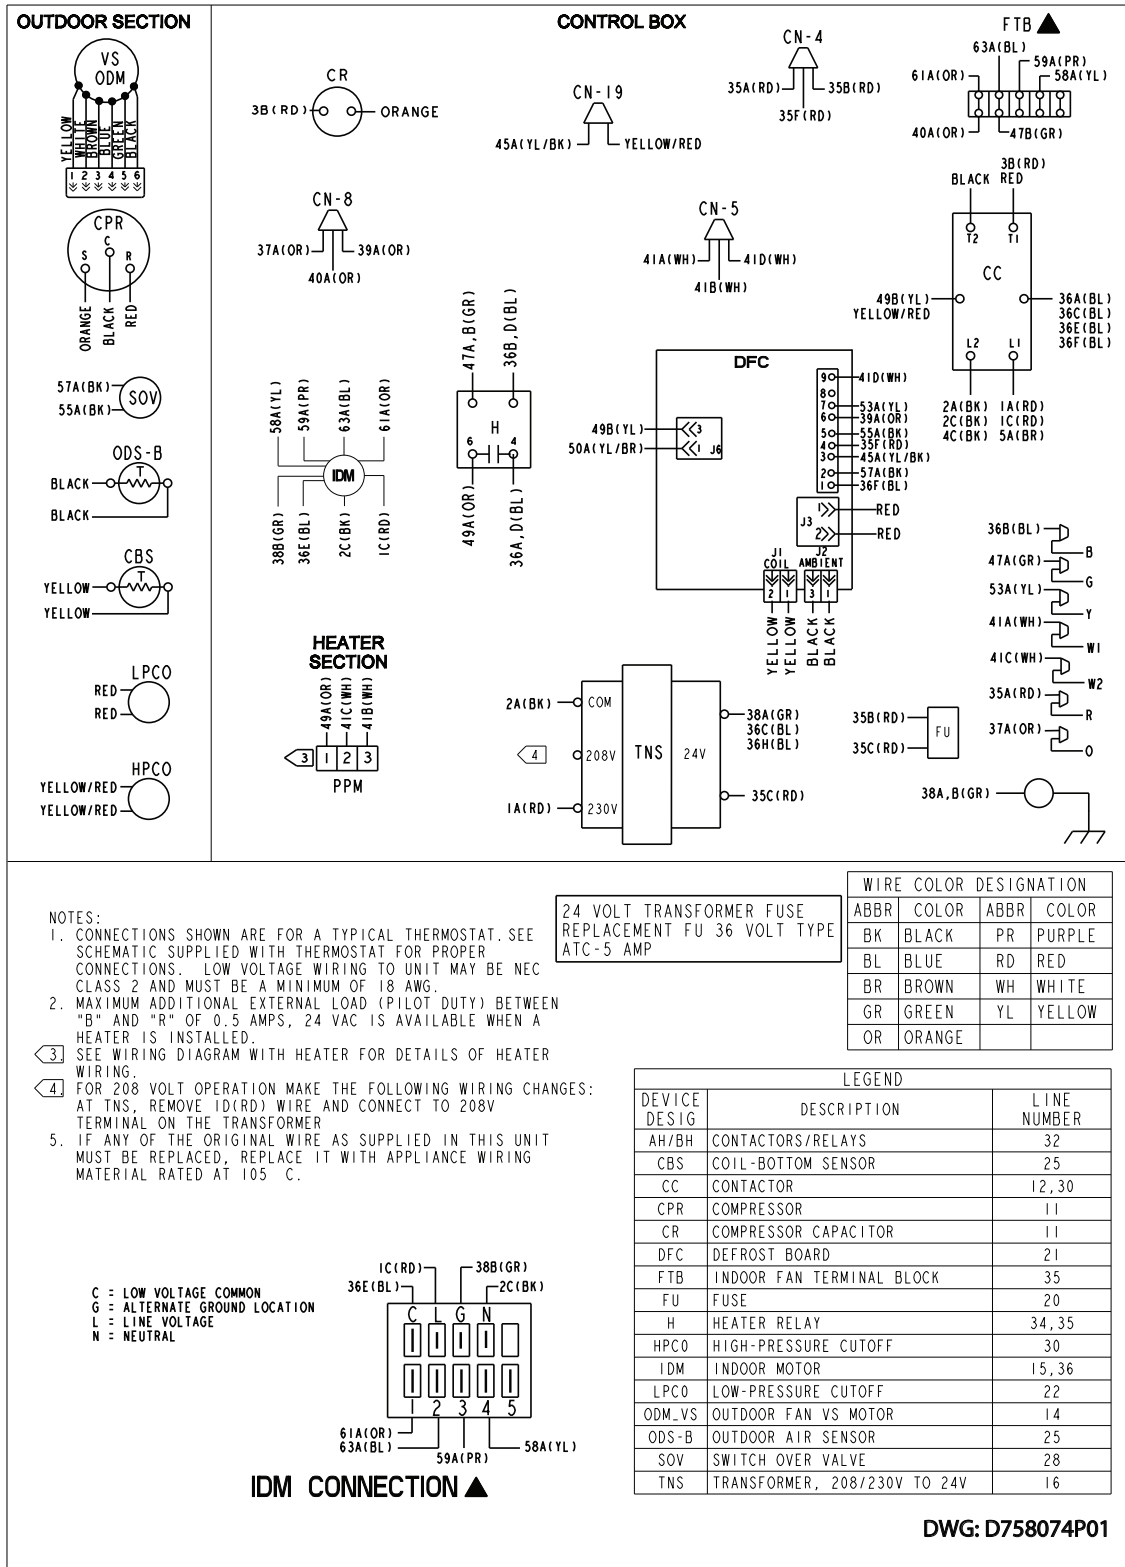 OUTDOOR SECTION
VS
ODM
YELLOW
WHITE
BROWN
BLUE
GREEN
BLACK
1 2 3 4 5 6
CPR
C
S R
ORANGE
BLACK
RED
57A(BK)
55A(BK)
SOV
ODS-B
T
BLACK
BLACK
CBS
T
YELLOW
YELLOW
LPCO
RED
RED
HPCO
YELLOW/RED
YELLOW/RED
CONTROL BOX
CR
3B(RD) ORANGE
CN-19
45A(YL/BK) YELLOW/RED
CN-4
35A(RD) 35B(RD)
35F(RD)
FTB
63A(BL)
59A(PR)
61A(OR) 58A(YL)
40A(OR) 47B(GR)
CN-8
37A(OR) 39A(OR)
40A(OR)
CN-5
41A(WH) 41D(WH)
41B(WH)
3B(RD)
BLACK RED
T2 T1
CC
49B(YL)
YELLOW/RED
36A(BL)
36C(BL)
36E(BL)
36F(BL)
L2 L1
2A(BK) 1A(RD)
2C(BK) 1C(RD)
4C(BK) 5A(BR)
58A(YL)
59A(PR)
63A(BL)
61A(OR)
IDM
38B(GR)
36E(BL)
2C(BK)
1C(RD)
47A,B(GR)
36B,D(BL)
H
6 4
49A(OR)
36A,D(BL)
DFC
49B(YL) 3
50A(YL/BR) 1 J6
9 41D(WH)
8
7 53A(YL)
6 39A(OR)
5 55A(BK)
4 35F(RD)
3 45A(YL/BK)
2 57A(BK)
1 36F(BL)
J3
1 RED
2 RED
J1 J2
COIL AMBIENT
2 1 3 1
YELLOW
YELLOW
BLACK
BLACK
36B(BL) B
47A(GR) G
53A(YL) Y
41A(WH) W1
41C(WH) W2
35A(RD) R
37A(OR) O
HEATER
SECTION
49A(OR)
41C(WH)
41B(WH)
3 1 2 3
PPM
2A(BK) COM
4 208V
1A(RD) 230V
TNS
24V
38A(GR)
36C(BL)
36H(BL)
35C(RD)
35B(RD)
35C(RD)
FU
38A,B(GR)
NOTES:
1. CONNECTIONS SHOWN ARE FOR A TYPICAL THERMOSTAT. SEE
SCHEMATIC SUPPLIED WITH THERMOSTAT FOR PROPER
CONNECTIONS. LOW VOLTAGE WIRING TO UNIT MAY BE NEC
CLASS 2 AND MUST BE A MINIMUM OF 18 AWG.
2. MAXIMUM ADDITIONAL EXTERNAL LOAD (PILOT DUTY) BETWEEN
"B" AND "R" OF 0.5 AMPS, 24 VAC IS AVAILABLE WHEN A
HEATER IS INSTALLED.
3. SEE WIRING DIAGRAM WITH HEATER FOR DETAILS OF HEATER
WIRING.
4. FOR 208 VOLT OPERATION MAKE THE FOLLOWING WIRING CHANGES:
AT TNS, REMOVE 1D(RD) WIRE AND CONNECT TO 208V
TERMINAL ON THE TRANSFORMER
5. IF ANY OF THE ORIGINAL WIRE AS SUPPLIED IN THIS UNIT
MUST BE REPLACED, REPLACE IT WITH APPLIANCE WIRING
MATERIAL RATED AT 105 C.
24 VOLT TRANSFORMER FUSE
REPLACEMENT FU 36 VOLT TYPE
ATC-5 AMP
WIRE COLOR DESIGNATION
ABBR COLOR ABBR COLOR
BK BLACK PR PURPLE
BL BLUE RD RED
BR BROWN WH WHITE
GR GREEN YL YELLOW
OR ORANGE
LEGEND
DEVICE DESIG DESCRIPTION LINE NUMBER
AH/BH CONTACTORS/RELAYS 32
CBS COIL-BOTTOM SENSOR 25
CC CONTACTOR 12,30
CPR COMPRESSOR 11
CR COMPRESSOR CAPACITOR 11
DFC DEFROST BOARD 21
FTB INDOOR FAN TERMINAL BLOCK 35
FU FUSE 20
H HEATER RELAY 34,35
HPCO HIGH-PRESSURE CUTOFF 30
IDM INDOOR MOTOR 15,36
LPCO LOW-PRESSURE CUTOFF 22
ODM_VS OUTDOOR FAN VS MOTOR 14
ODS-B OUTDOOR AIR SENSOR 25
SOV SWITCH OVER VALVE 28
TNS TRANSFORMER, 208/230V TO 24V 16
C = LOW VOLTAGE COMMON
G = ALTERNATE GROUND LOCATION
L = LINE VOLTAGE
N = NEUTRAL
1C(RD) 38B(GR)
36E(BL) 2C(BK)
C L G N
1 2 3 4 5
61A(OR)
63A(BL) 58A(YL)
59A(PR)
IDM CONNECTION
DWG: D758074P01